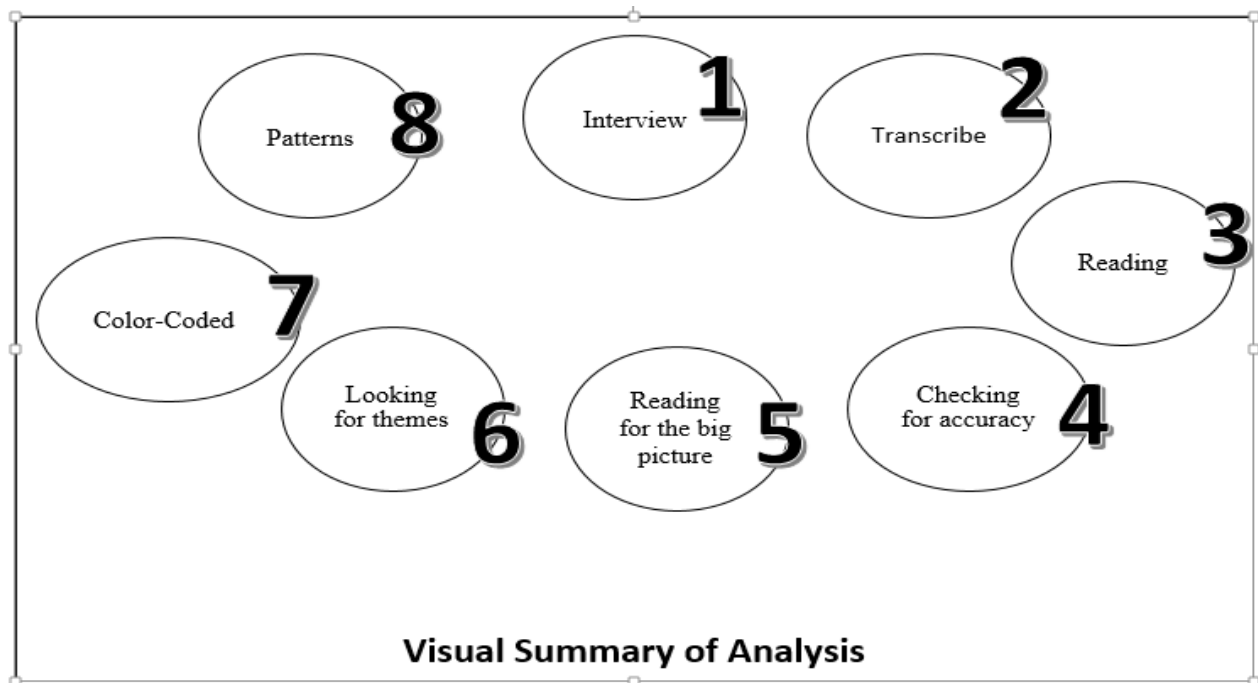 Interview
1
Transcribe
2
Reading
3
Checking
for accuracy
4
Reading
for the big
picture
5
Looking
for themes
6
Color-Coded
7
Patterns
8
Visual Summary of Analysis